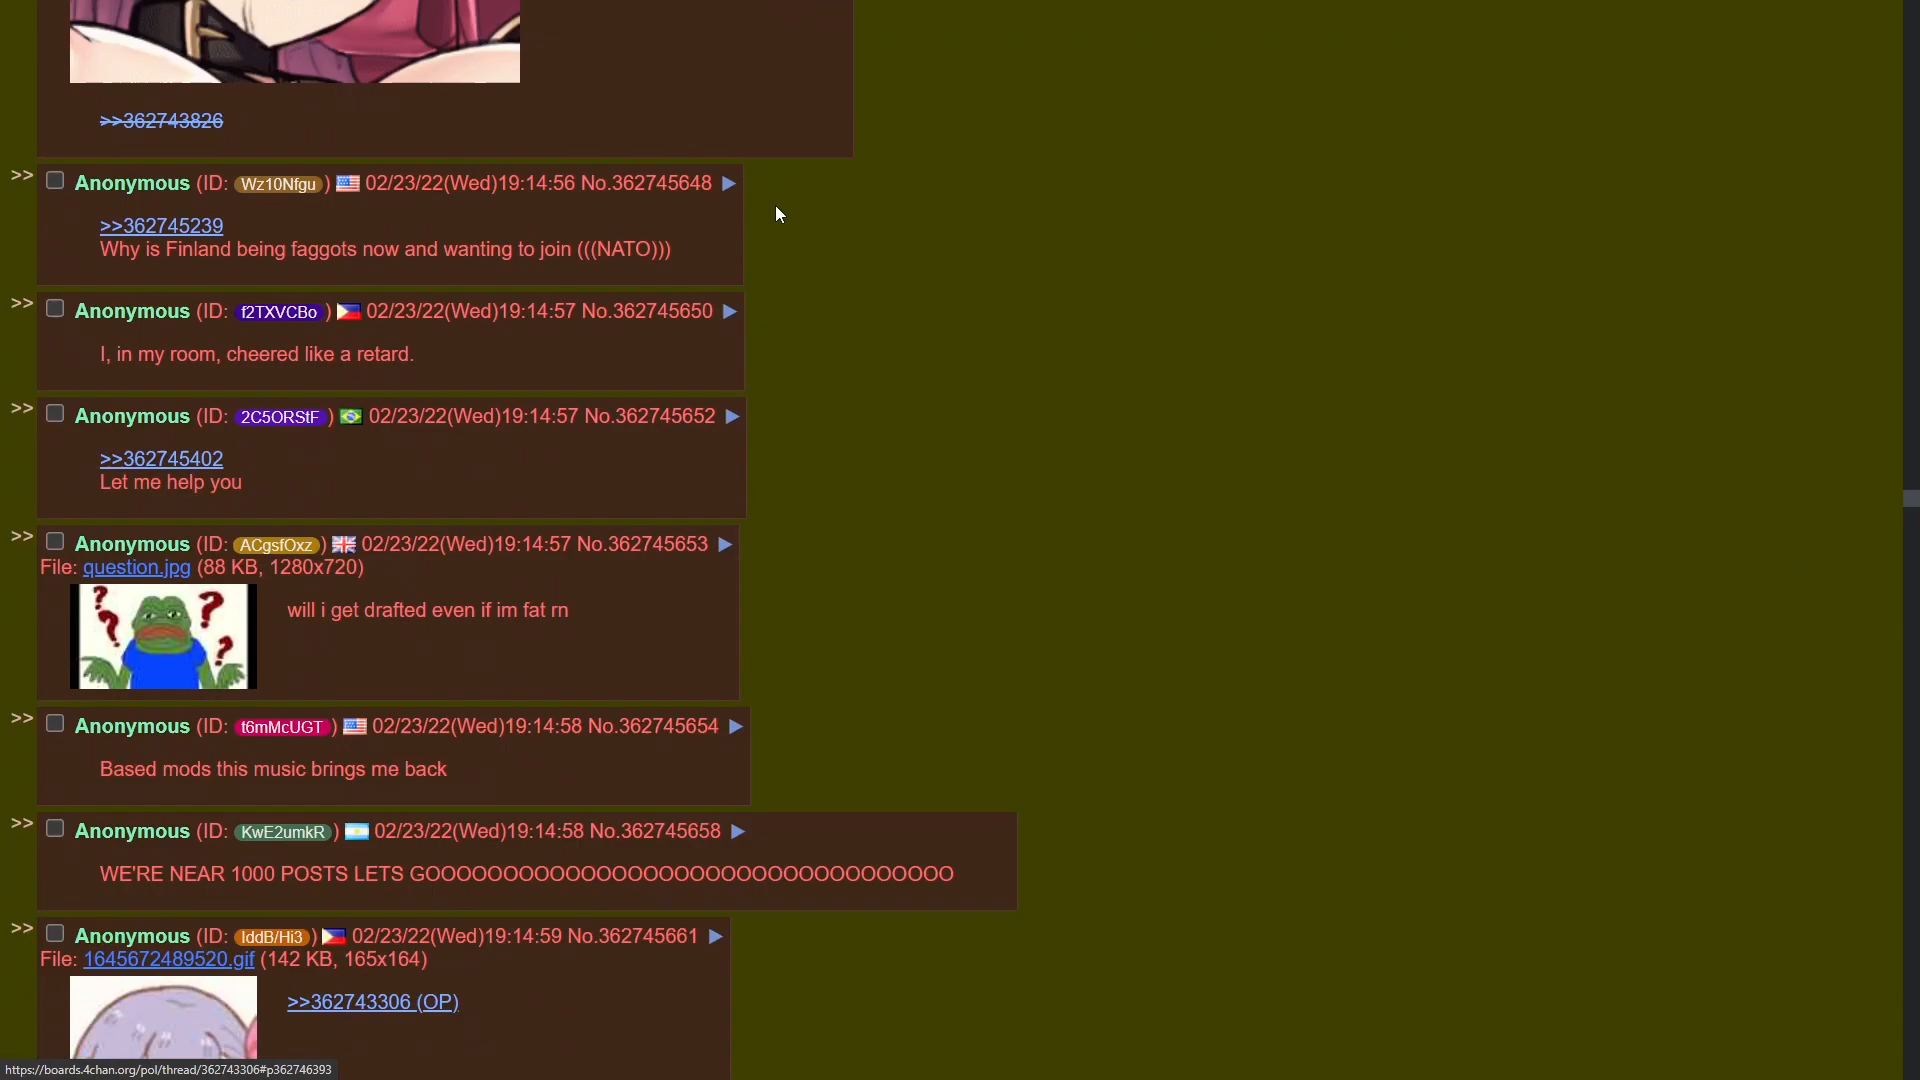 >>362743826
>> Anonymous (ID: Wz10Nfgu) 02/23/22(Wed)19:14:56 No.362745648 ▶
>>362745239
Why is Finland being faggots now and wanting to join (((NATO)))
>> Anonymous (ID: f2TXVCBo) 02/23/22(Wed)19:14:57 No.362745650 ▶
I, in my room, cheered like a retard.
>> Anonymous (ID: 2C5ORStF) 02/23/22(Wed)19:14:57 No.362745652 ▶
>>362745402
Let me help you
>> Anonymous (ID: ACgsfOxz) 02/23/22(Wed)19:14:57 No.362745653 ▶
File: question.jpg (88 KB, 1280x720)
? ? ? ?
will i get drafted even if im fat rn
>> Anonymous (ID: t6mMcUGT) 02/23/22(Wed)19:14:58 No.362745654 ▶
Based mods this music brings me back
>> Anonymous (ID: KwE2umkR) 02/23/22(Wed)19:14:58 No.362745658 ▶
WE'RE NEAR 1000 POSTS LETS GOOOOOOOOOOOOOOOOOOOOOOOOOOOOOOOOOO
>> Anonymous (ID: IddB/Hi3) 02/23/22(Wed)19:14:59 No.362745661 ▶
File: 1645672489520.gif (142 KB, 165x164)
>>362743306 (OP)
https://boards.4chan.org/pol/thread/362743306#p362746393